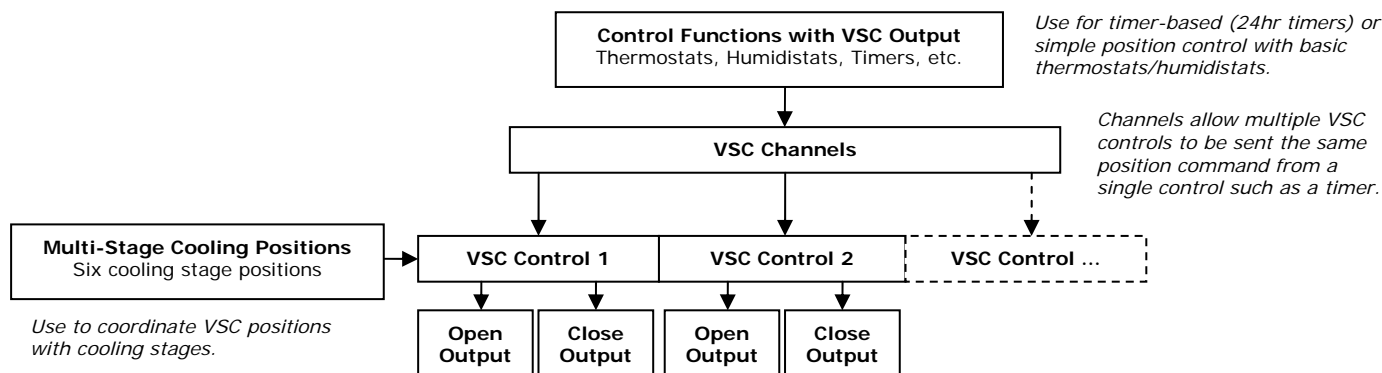 Control Functions with VSC Output
Thermostats, Humidistats, Timers, etc.
Use for timer-based (24hr timers) or
simple position control with basic
thermostats/humidistats.
VSC Channels
Channels allow multiple VSC
controls to be sent the same
position command from a
single control such as a timer.
Multi-Stage Cooling Positions
Six cooling stage positions
VSC Control 1
VSC Control 2
VSC Control ...
Use to coordinate VSC positions
with cooling stages.
Open
Output
Close
Output
Open
Output
Close
Output